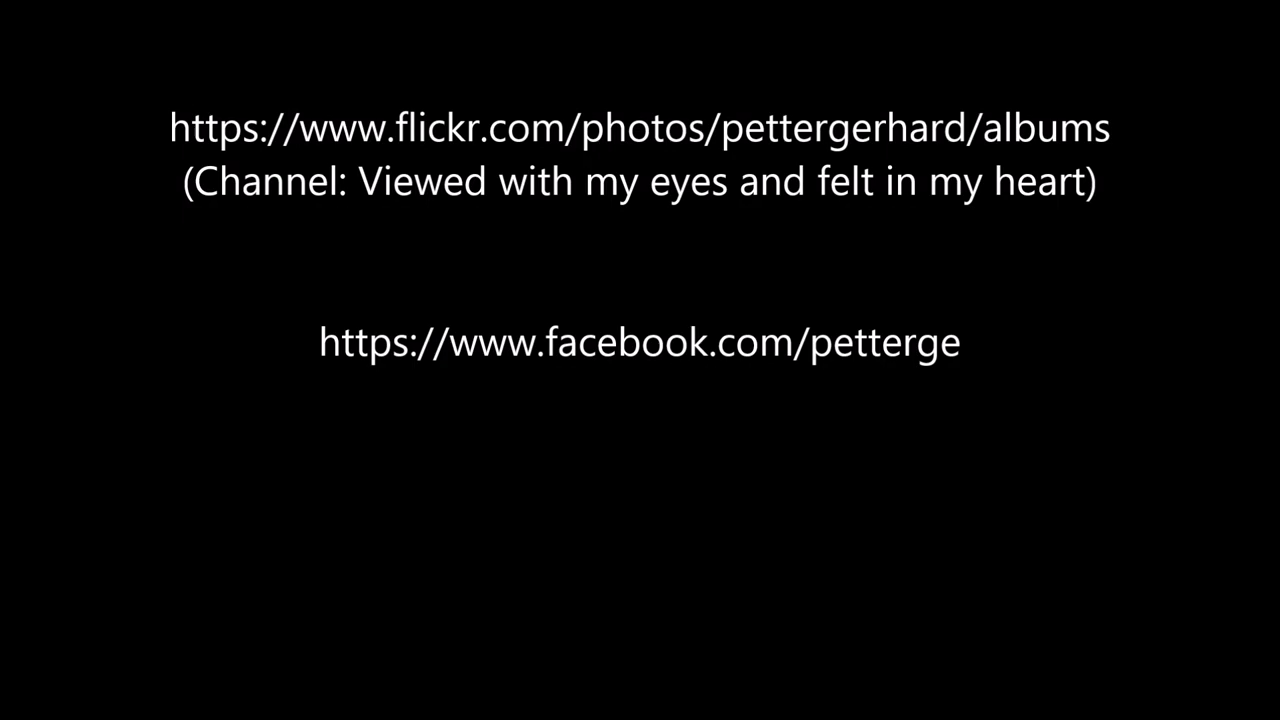 https://www.flickr.com/photos/pettergerhard/albums
(Channel: Viewed with my eyes and felt in my heart)
https://www.facebook.com/petterge